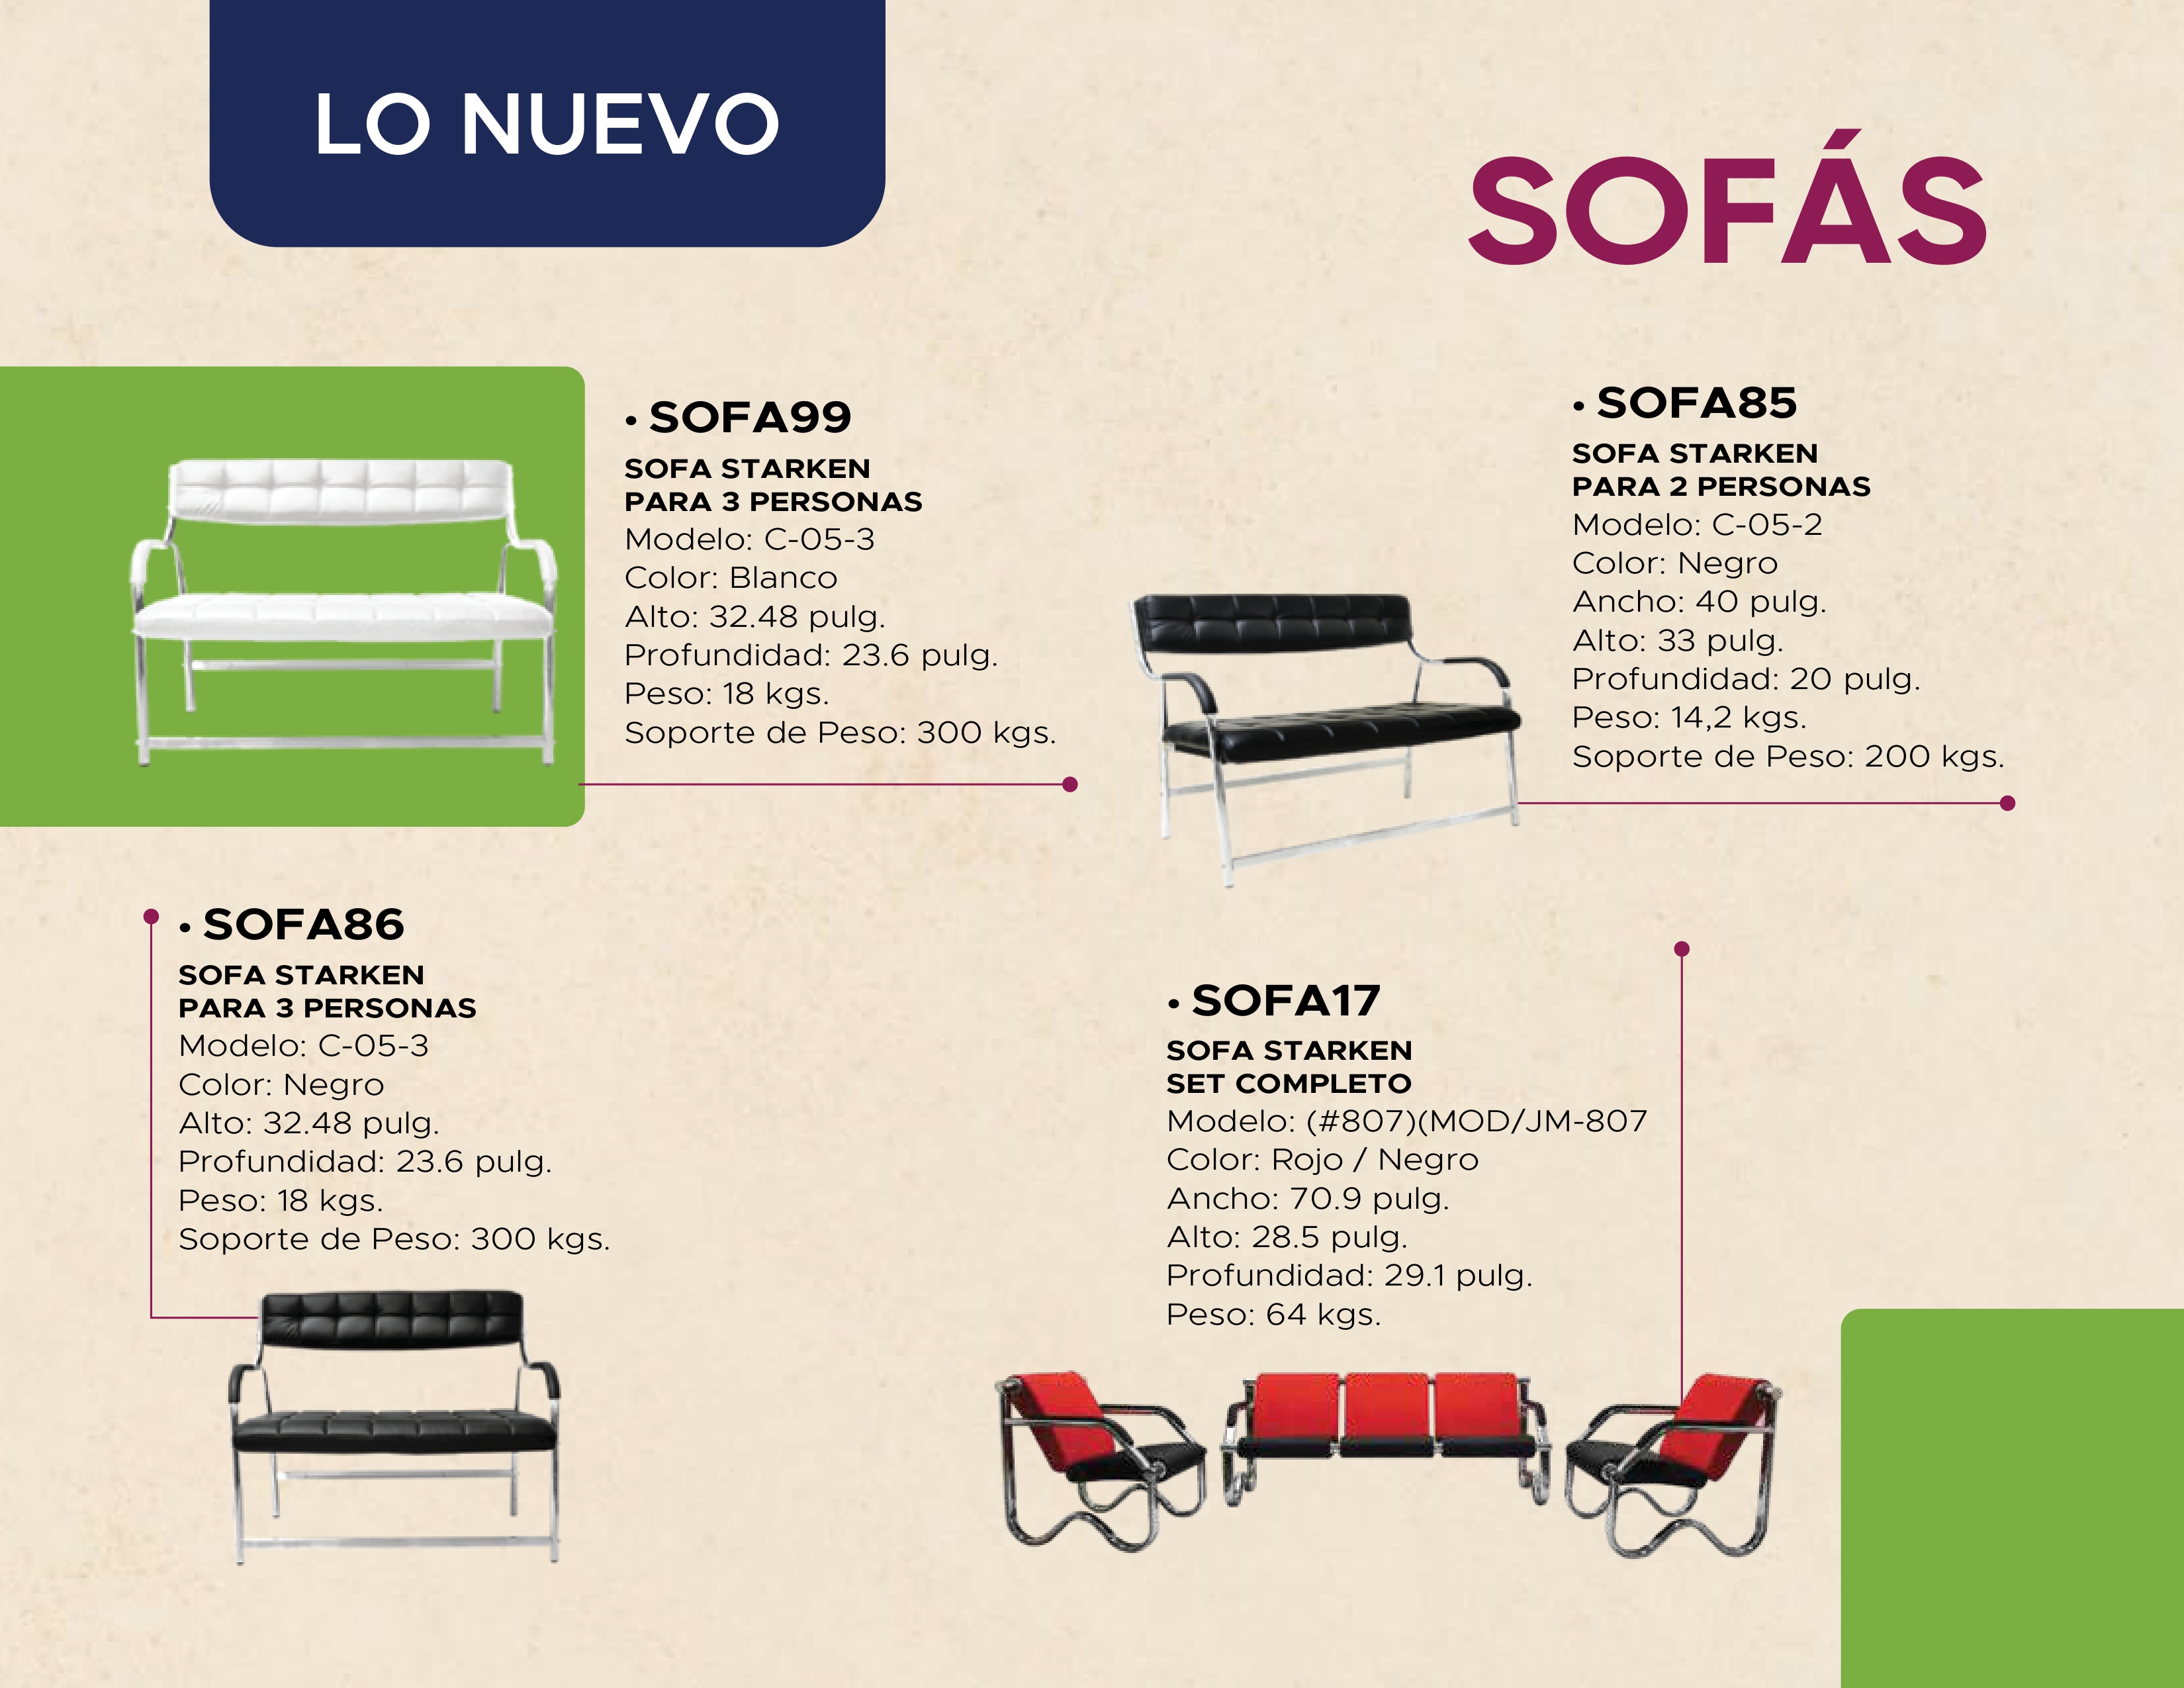 LO NUEVO
SOFÁS
• SOFA99
SOFA STARKEN
PARA 3 PERSONAS
Modelo: C-05-3
Color: Blanco
Alto: 32.48 pulg.
Profundidad: 23.6 pulg.
Peso: 18 kgs.
Soporte de Peso: 300 kgs.
• SOFA85
SOFA STARKEN
PARA 2 PERSONAS
Modelo: C-05-2
Color: Negro
Ancho: 40 pulg.
Alto: 33 pulg.
Profundidad: 20 pulg.
Peso: 14,2 kgs.
Soporte de Peso: 200 kgs.
• SOFA86
SOFA STARKEN
PARA 3 PERSONAS
Modelo: C-05-3
Color: Negro
Alto: 32.48 pulg.
Profundidad: 23.6 pulg.
Peso: 18 kgs.
Soporte de Peso: 300 kgs.
• SOFA17
SOFA STARKEN
SET COMPLETO
Modelo: (#807)(MOD/JM-807
Color: Rojo / Negro
Ancho: 70.9 pulg.
Alto: 28.5 pulg.
Profundidad: 29.1 pulg.
Peso: 64 kgs.